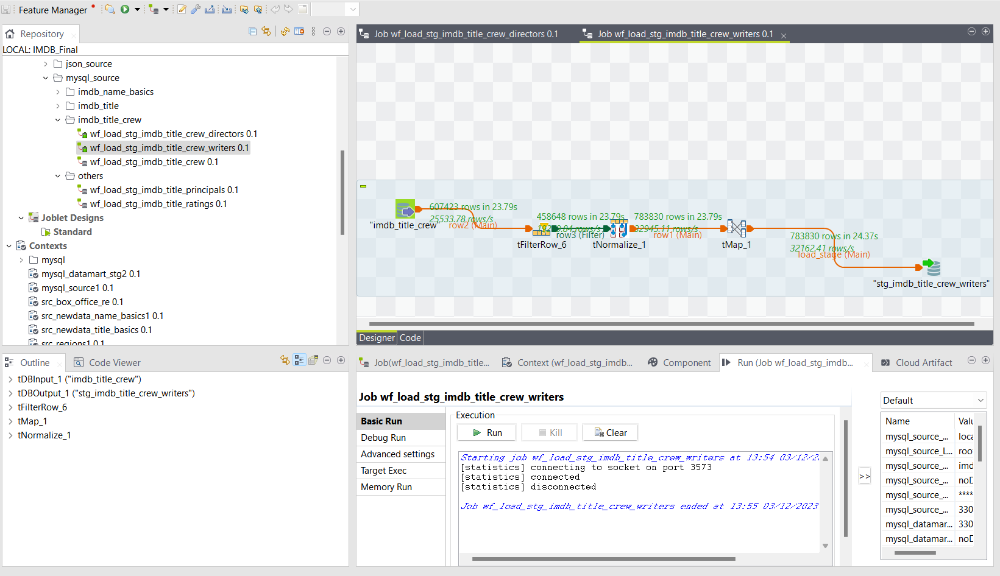 Feature Manager
Repository
LOCAL: IMDB_Final
json_source
mysql_source
imdb_name_basics
imdb_title
imdb_title_crew
wf_load_stg_imdb_title_crew_directors 0.1
wf_load_stg_imdb_title_crew_writers 0.1
wf_load_stg_imdb_title_crew 0.1
others
wf_load_stg_imdb_title_principals 0.1
wf_load_stg_imdb_title_ratings 0.1
Joblet Designs
Standard
Contexts
mysql
mysql_datamart_stg2 0.1
mysql_source1 0.1
src_box_office_re 0.1
src_newdata_name_basics1 0.1
src_newdata_title_basics 0.1
src_regions1 0.1
Job wf_load_stg_imdb_title_crew_directors 0.1
Job wf_load_stg_imdb_title_crew_writers 0.1
607423 rows in 23.79s
25533.78 rows/s
row2 (Main)
"imdb_title_crew"
458648 rows in 23.79s
row3 (Filter)
tFilterRow_6
783830 rows in 23.79s
32945.11 rows/s
row1 (Main)
tNormalize_1
tMap_1
783830 rows in 24.37s
32162.41 rows/s
load_stage (Main)
"stg_imdb_title_crew_writers"
Designer
Code
Outline
Code Viewer
tDBInput_1 ("imdb_title_crew")
tDBOutput_1 ("stg_imdb_title_crew_writers")
tFilterRow_6
tMap_1
tNormalize_1
Job(wf_load_stg_imdb_title...
Context (wf_load_stg_imdb...
Component
Run (Job wf_load_stg_imdb...
Cloud Artifact
Job wf_load_stg_imdb_title_crew_writers
Basic Run
Debug Run
Advanced settings
Target Exec
Memory Run
Execution
Run
Kill
Clear
Starting job wf_load_stg_imdb_title_crew_writers at 13:54 03/12/2
[statistics] connecting to socket on port 3573
[statistics] connected
[statistics] disconnected
Job wf_load_stg_imdb_title_crew_writers ended at 13:55 03/12/2023
>>
Default
Name Valu
mysql_source_... loca
mysql_source_L... roo
mysql_source_... imd
mysql_source_... noD
mysql_source_... ****
mysql_source_... 330
mysql_datamar... 330
mysql_datamar... noD